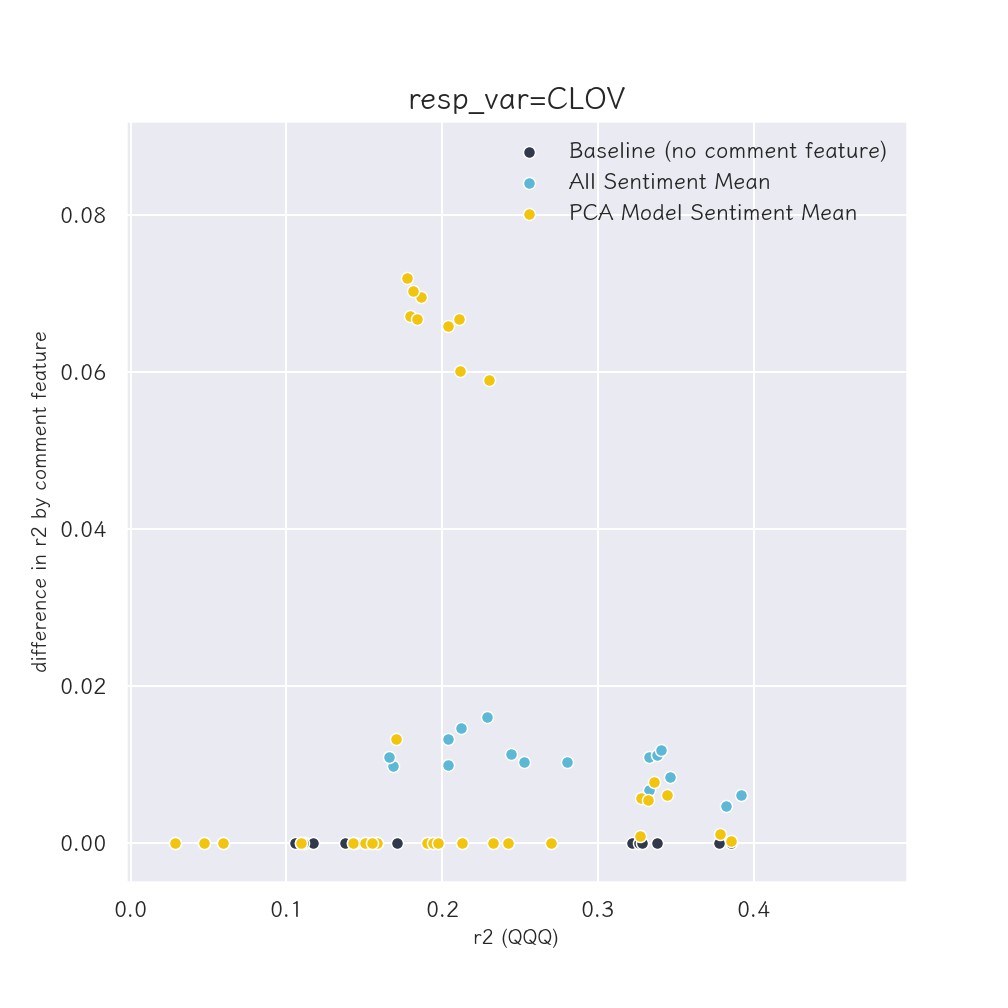 resp_var=CLOV
Baseline (no comment feature)
All Sentiment Mean
PCA Model Sentiment Mean
difference in r2 by comment feature
0.08
0.06
0.04
0.02
0.00
0.0
0.1
0.2
0.3
0.4
r2 (QQQ)